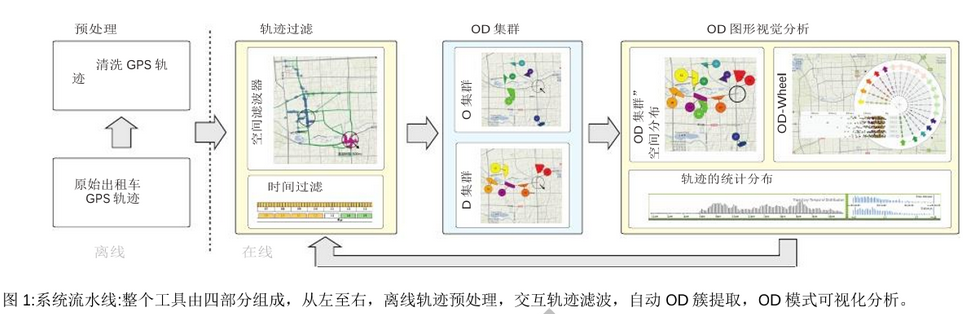 预处理
轨迹过滤
OD 集群
OD 图形视觉分析
清洗 GPS 轨
迹
原始出租车
GPS轨迹
离线
在线
空间滤波器
时间过滤
O 集群
D 集群
OD 集群”
空间分布
OD-Wheel
轨迹的统计分布
图 1:系统流水线:整个工具由四部分组成，从左至右，离线轨迹预处理，交互轨迹滤波，自动 OD 簇提取，OD 模式可视化分析。